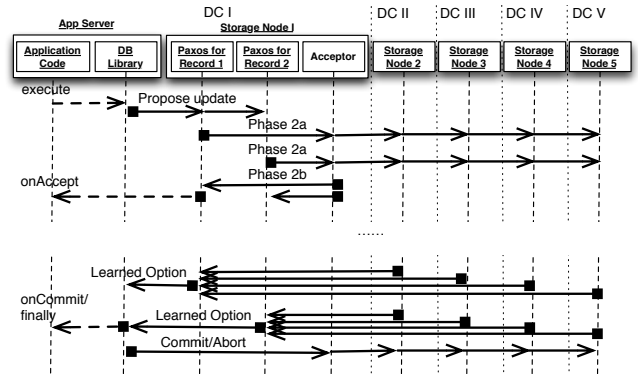 DC I
DC II
DC III
DC IV
DC V
App Server
Storage Node I
Application
Code
DB
Library
Paxos for
Record 1
Paxos for
Record 2
Acceptor
Storage
Node 2
Storage
Node 3
Storage
Node 4
Storage
Node 5
execute
Propose update
Phase 2a
Phase 2a
Phase 2b
onAccept
......
Learned Option
onCommit/
finally
Learned Option
Commit/Abort